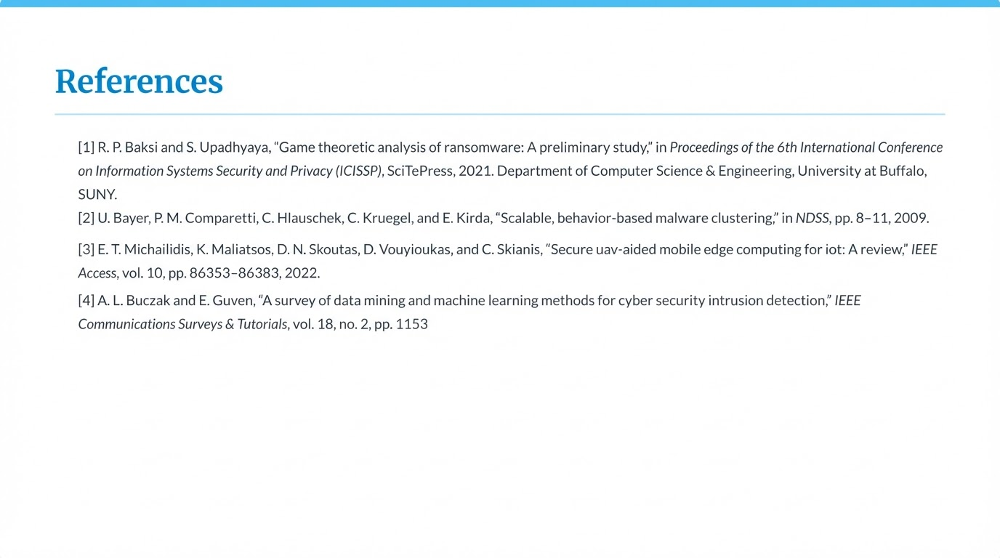 References
[1] R. P. Baksi and S. Upadhyaya, “Game theoretic analysis of ransomware: A preliminary study,” in Proceedings of the 6th International Conference
on Information Systems Security and Privacy (ICISSP), SciTePress, 2021. Department of Computer Science & Engineering, University at Buffalo,
SUNY.
[2] U. Bayer, P. M. Comparetti, C. Hlauschek, C. Kruegel, and E. Kirda, “Scalable, behavior-based malware clustering,” in NDSS, pp. 8–11, 2009.
[3] E. T. Michailidis, K. Maliatsos, D. N. Skoutas, D. Vouyioukas, and C. Skianis, “Secure uav-aided mobile edge computing for iot: A review,” IEEE
Access, vol. 10, pp. 86353–86383, 2022.
[4] A. L. Buczak and E. Guven, “A survey of data mining and machine learning methods for cyber security intrusion detection,” IEEE
Communications Surveys & Tutorials, vol. 18, no. 2, pp. 1153